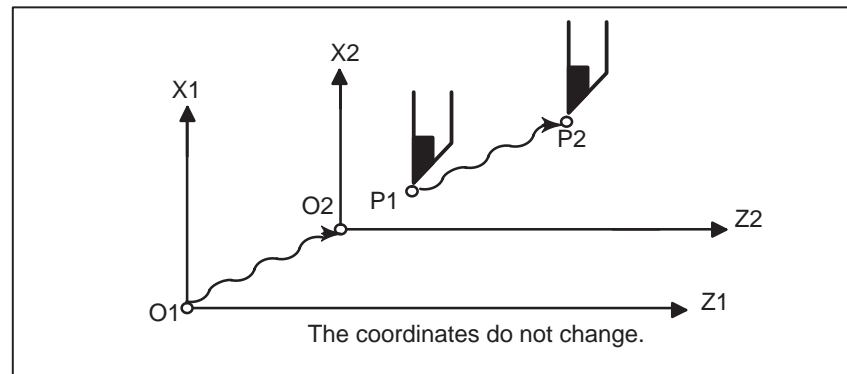 X2
X1
P2
P1
O2
Z2
O1
Z1
The coordinates do not change.